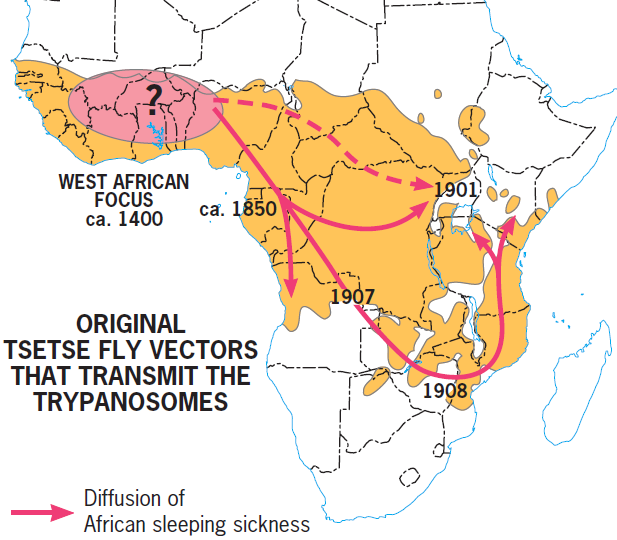 ?
WEST AFRICAN
FOCUS
ca. 1400
ca. 1850
1901
1907
1908
ORIGINAL
TSETSE FLY VECTORS
THAT TRANSMIT THE
TRYPANOSOMES
Diffusion of
African sleeping sickness